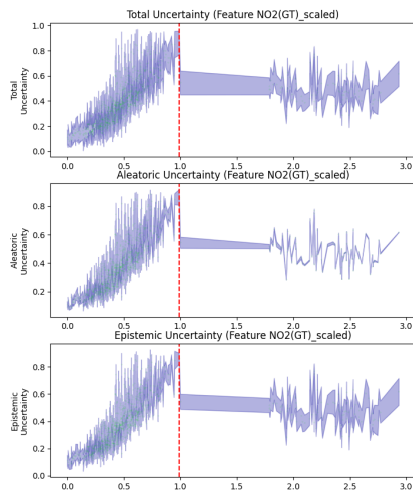 Total Uncertainty (Feature NO2(GT)_scaled)
1.0
0.8
0.6
0.4
0.2
0.0
Total
Uncertainty
0.0 0.5 1.0 1.5 2.0 2.5 3.0
Aleatoric Uncertainty (Feature NO2(GT)_scaled)
0.8
0.6
0.4
0.2
Aleatoric
Uncertainty
0.0 0.5 1.0 1.5 2.0 2.5 3.0
Epistemic Uncertainty (Feature NO2(GT)_scaled)
0.8
0.6
0.4
0.2
0.0
Epistemic
Uncertainty
0.0 0.5 1.0 1.5 2.0 2.5 3.0